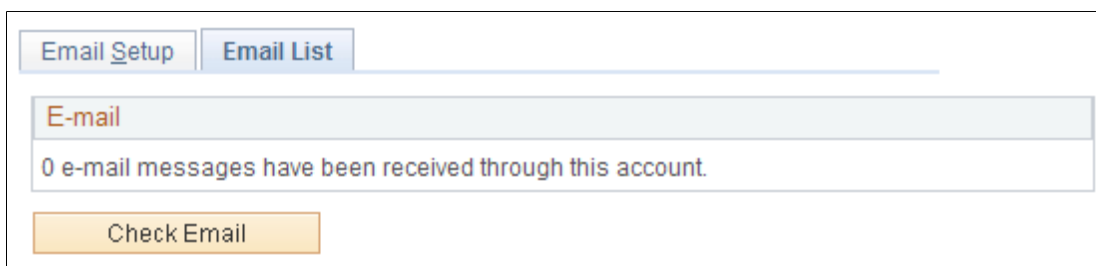 Email Setup
Email List
E-mail
0 e-mail messages have been received through this account.
Check Email